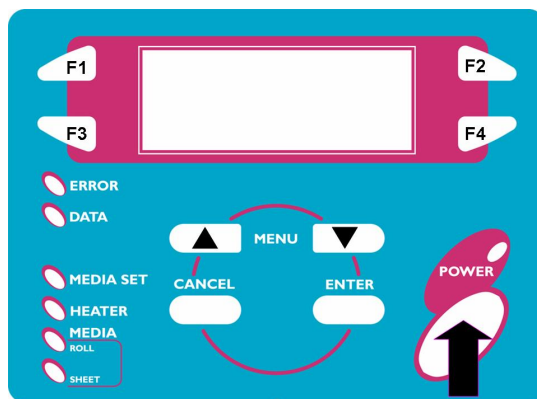 F1
F2
F3
F4
ERROR
DATA
MENU
MEDIA SET
CANCEL
ENTER
POWER
HEATER
MEDIA
ROLL
SHEET